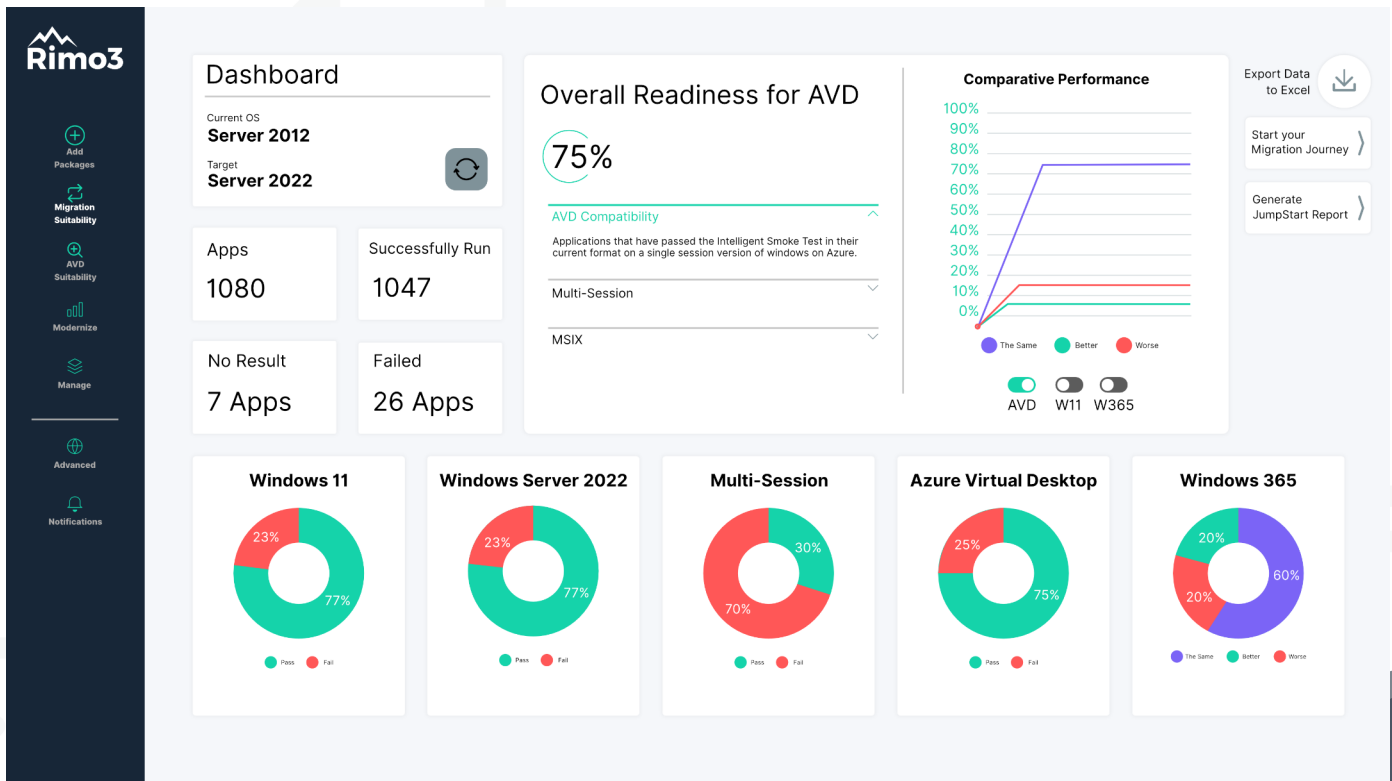 Rimo3
Add
Packages
Migration
Suitability
AVD
Suitability
Modernize
Manage
Advanced
Notifications
Dashboard
Current OS
Server 2012
Target
Server 2022
Apps
1080
Successfully Run
1047
No Result
7 Apps
Failed
26 Apps
Overall Readiness for AVD
75%
AVD Compatibility
Applications that have passed the Intelligent Smoke Test in their
current format on a single session version of windows on Azure.
Multi-Session
MSIX
Comparative Performance
100%
90%
80%
70%
60%
50%
40%
30%
20%
10%
0%
The Same Better Worse
AVD W11 W365
Export Data
to Excel
Start your
Migration Journey
Generate
JumpStart Report
Windows 11
23%
77%
Pass Fail
Windows Server 2022
23%
77%
Pass Fail
Multi-Session
30%
70%
Pass Fail
Azure Virtual Desktop
25%
75%
Pass Fail
Windows 365
20%
60%
20%
The Same Better Worse